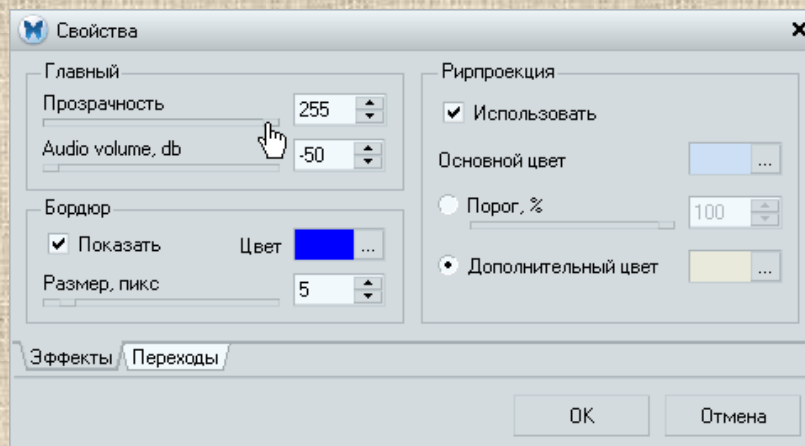 Свойства
Главный
Прозрачность
255
Audio volume, db
-50
Бордюр
Показать
Цвет
...
Размер, пикс
5
Рирпроекция
Использовать
Основной цвет
...
Порог, %
100
Дополнительный цвет
...
Эффекты
Переходы
OK
Отмена